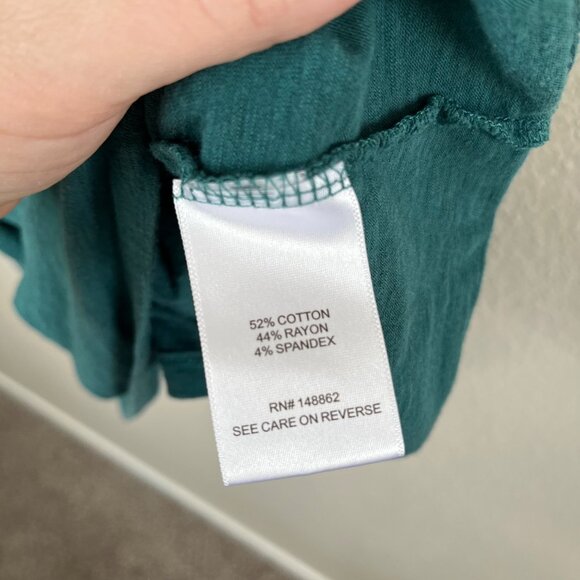 52% COTTON
44% RAYON
4% SPANDEX
RN# 148862
SEE CARE ON REVERSE